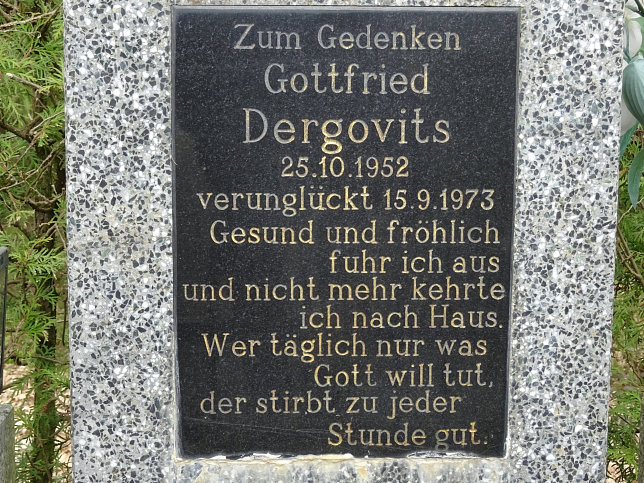 Zum Gedenken
Gottfried
Dergovits
25.10.1952
verunglückt 15.9.1973
Gesund und fröhlich
fuhr ich aus
und nicht mehr kehrte
ich nach Haus.
Wer täglich nur was
Gott will tut,
der stirbt zu jeder
Stunde gut.